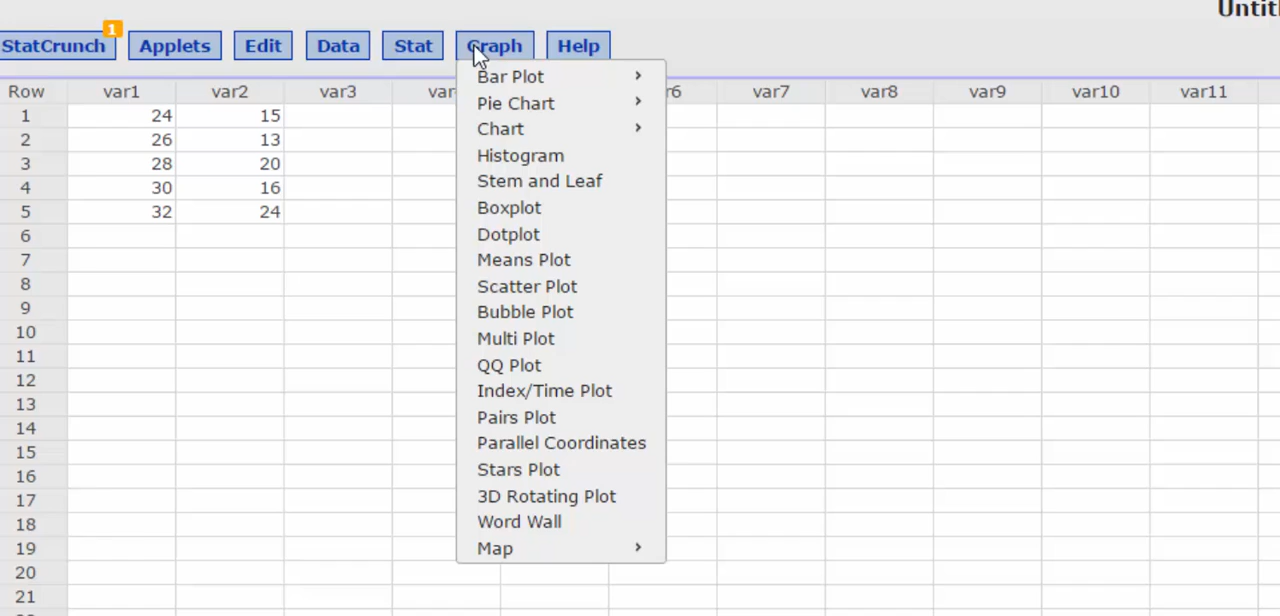 Untitl
1
StatCrunch Applets Edit Data Stat Graph Help
Row var1 var2 var3 var r6 var7 var8 var9 var10 var11
Bar Plot
Pie Chart
Chart
Histogram
Stem and Leaf
Boxplot
Dotplot
Means Plot
Scatter Plot
Bubble Plot
Multi Plot
QQ Plot
Index/Time Plot
Pairs Plot
Parallel Coordinates
Stars Plot
3D Rotating Plot
Word Wall
Map
1 24 15
2 26 13
3 28 20
4 30 16
5 32 24
6
7
8
9
10
11
12
13
14
15
16
17
18
19
20
21